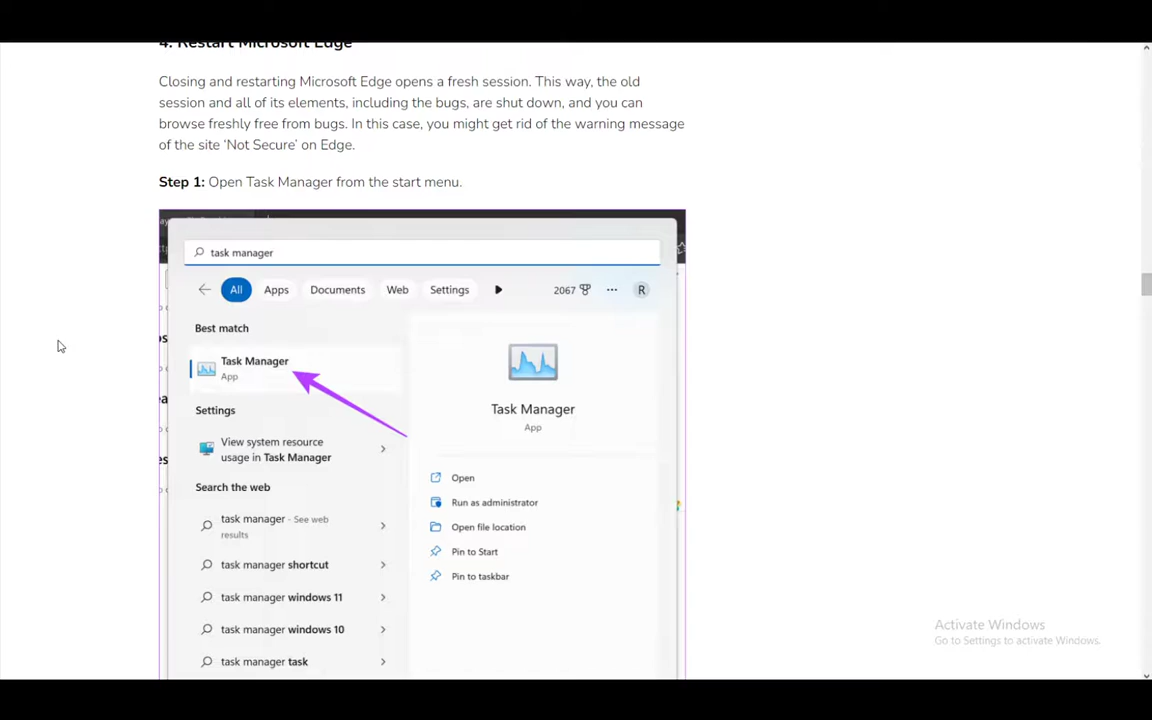 4. Restart Microsoft Edge
Closing and restarting Microsoft Edge opens a fresh session. This way, the old
session and all of its elements, including the bugs, are shut down, and you can
browse freshly free from bugs. In this case, you might get rid of the warning message
of the site ‘Not Secure’ on Edge.
Step 1: Open Task Manager from the start menu.
task manager
All Apps Documents Web Settings 2067 ... R
Best match
Task Manager
App
Settings
View system resource
usage in Task Manager
Search the web
task manager - See web
results
task manager shortcut
task manager windows 11
task manager windows 10
task manager task
Task Manager
App
Open
Run as administrator
Open file location
Pin to Start
Pin to taskbar
Activate Windows
Go to Settings to activate Windows.